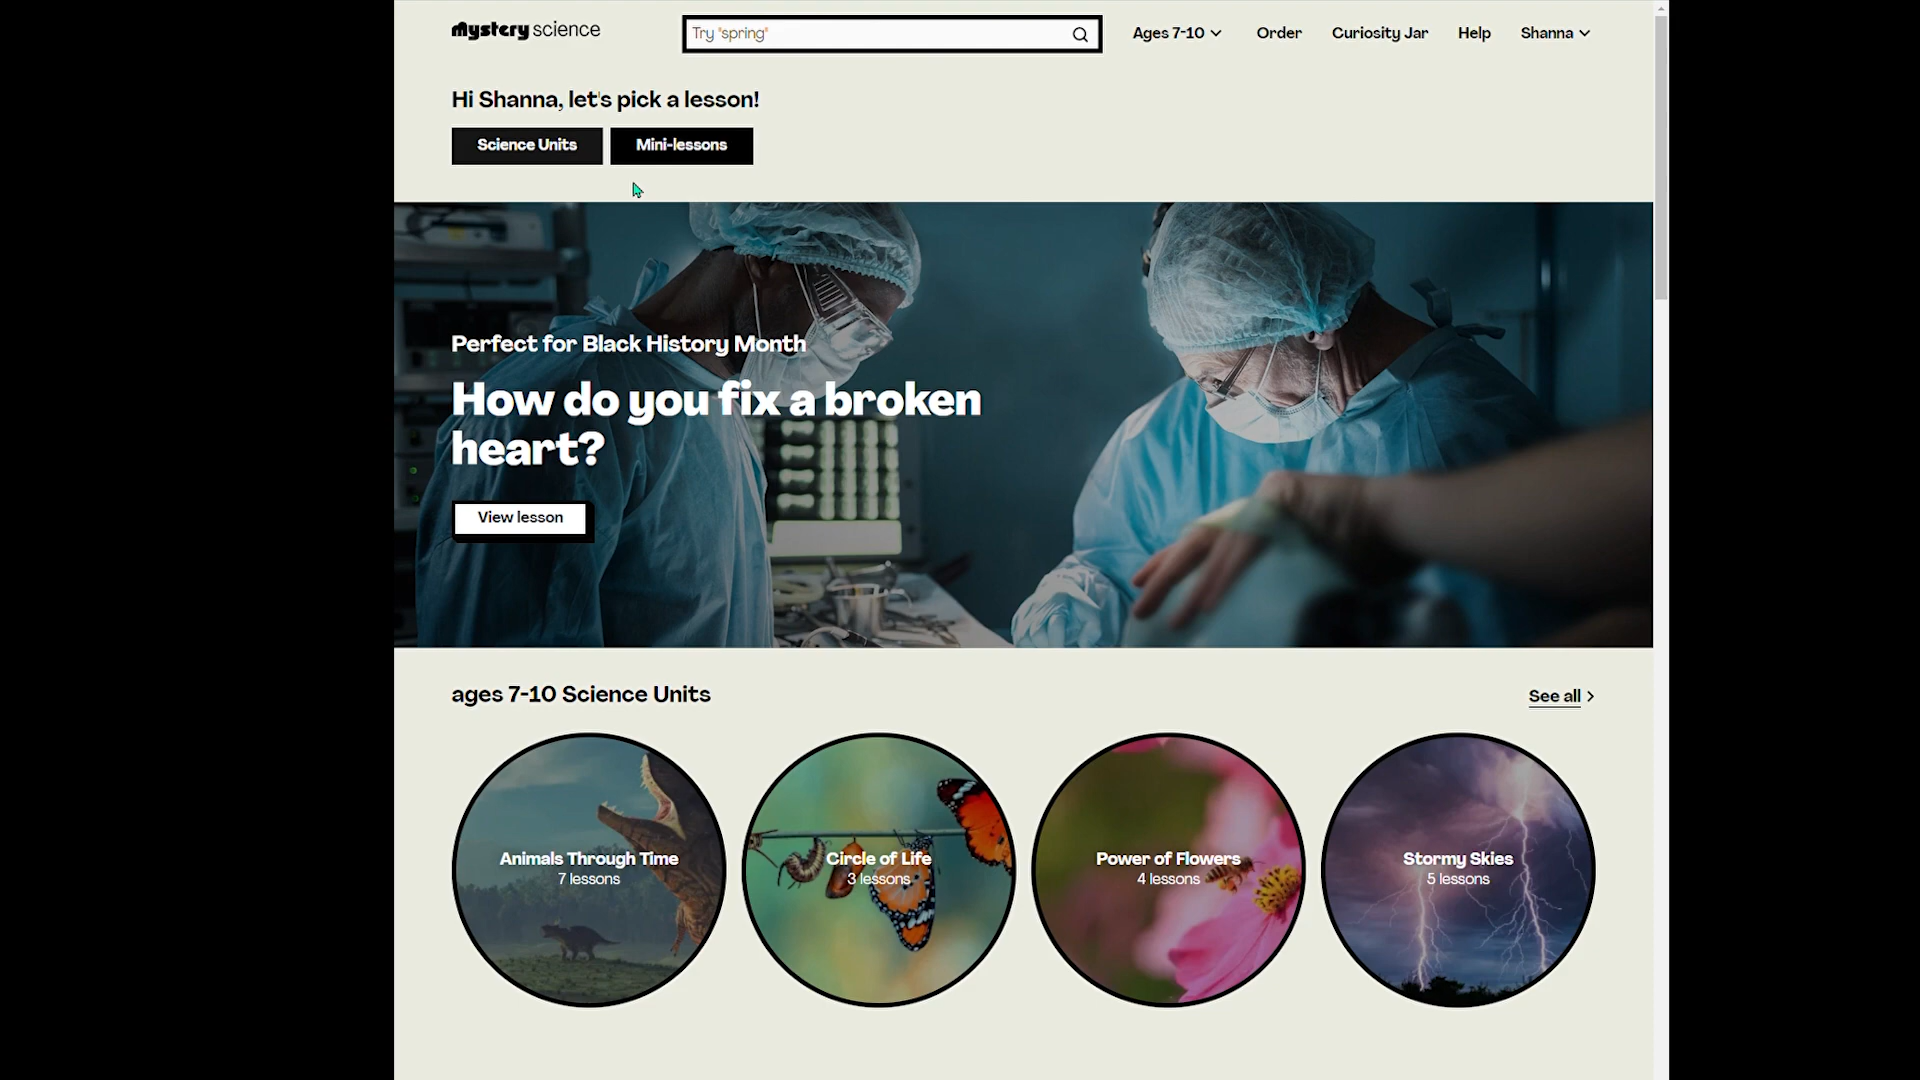 Mystery science
Try "spring"
Ages 7-10
Order
Curiosity Jar
Help
Shanna
Hi Shanna, let's pick a lesson!
Science Units
Mini-lessons
Perfect for Black History Month
How do you fix a broken
heart?
View lesson
ages 7-10 Science Units
See all
Animals Through Time
7 lessons
Circle of Life
3 lessons
Power of Flowers
4 lessons
Stormy Skies
5 lessons